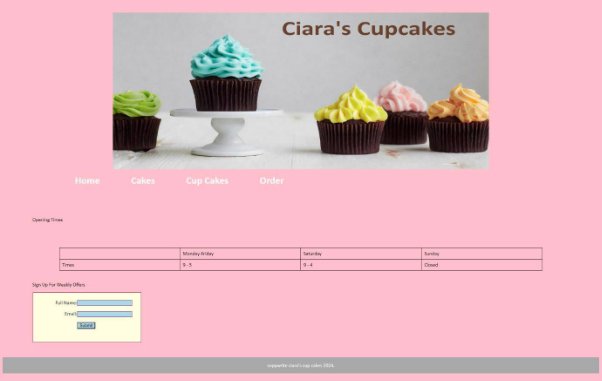 Ciara's Cupcakes
Home Cakes Cup Cakes Order
Opening Times
Monday-friday Saturday Sunday
Times 9 - 5 9 - 4 Closed
Sign Up For Weekly Offers
Full Name:
Email:
Submit
copywrite ciara's cup cakes 2014.